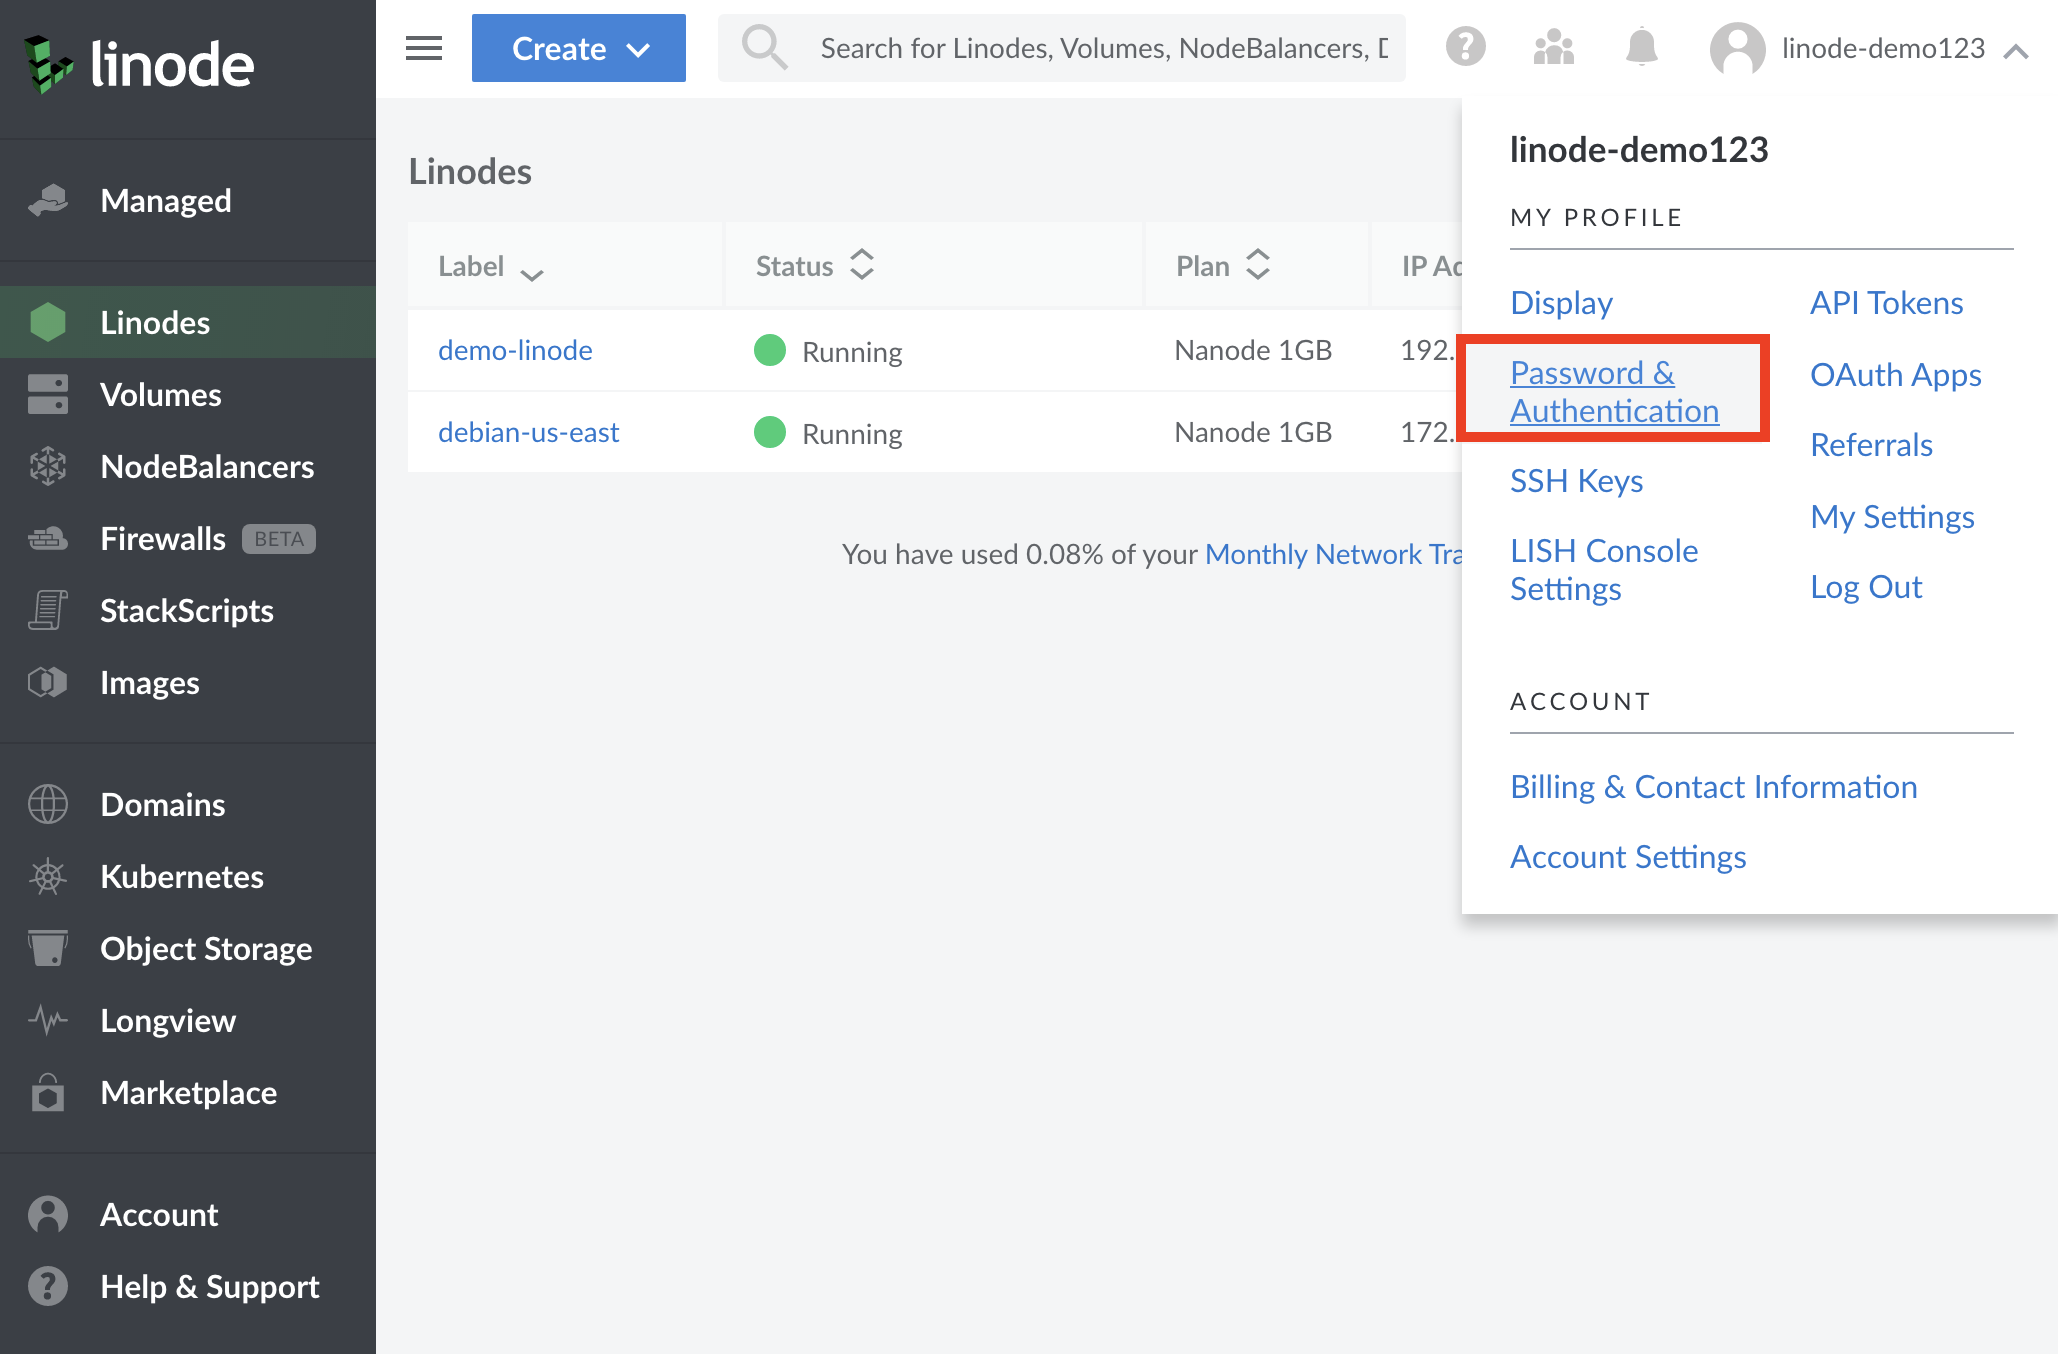 linode
Managed
Linodes
Volumes
NodeBalancers
Firewalls BETA
StackScripts
Images
Domains
Kubernetes
Object Storage
Longview
Marketplace
Account
Help & Support
Create
Search for Linodes, Volumes, NodeBalancers,
linode-demo123
Linodes
Label Status Plan IP
demo-linode Running Nanode 1GB 192.
debian-us-east Running Nanode 1GB 172.
You have used 0.08% of your Monthly Network
linode-demo123
MY PROFILE
Display
Password &
Authentication
SSH Keys
LISH Console
Settings
API Tokens
OAuth Apps
Referrals
My Settings
Log Out
ACCOUNT
Billing & Contact Information
Account Settings